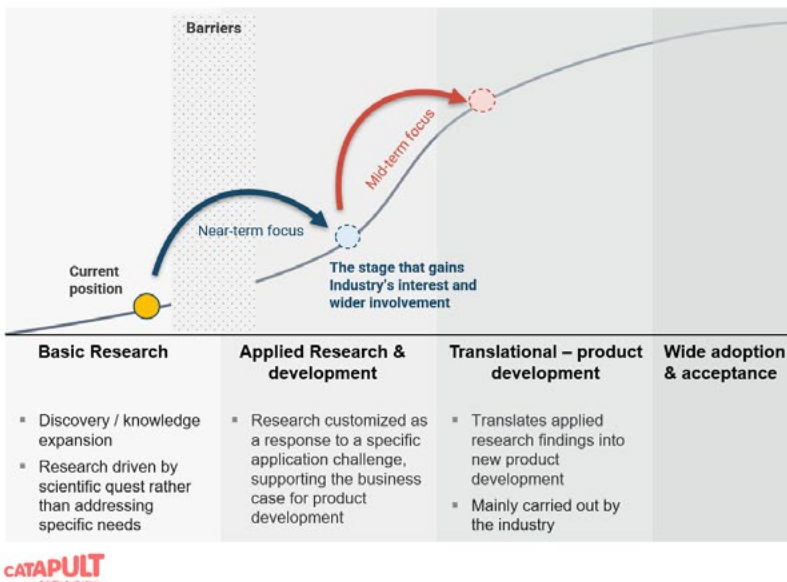 Barriers
Mid-term focus
Near-term focus
Current
position
The stage that gains
Industry's interest and
wider involvement
Basic Research
▪ Discovery / knowledge
expansion
▪ Research driven by
scientific quest rather
than addressing
specific needs
Applied Research &
development
▪ Research customized as
a response to a specific
application challenge,
supporting the business
case for product
development
Translational – product
development
▪ Translates applied
research findings into
new product
development
▪ Mainly carried out by
the industry
Wide adoption
& acceptance
CATAPULT